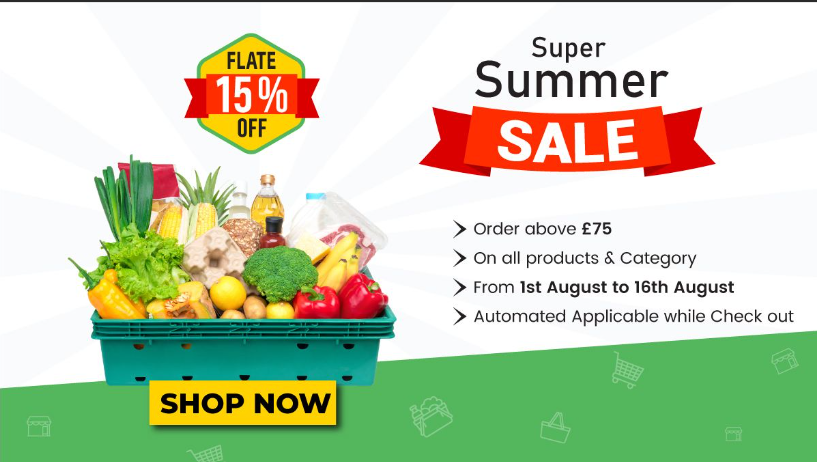 FLATE
15%
OFF
Super
Summer
SALE
Order above £75
On all products & Category
From 1st August to 16th August
Automated Applicable while Check out
SHOP NOW